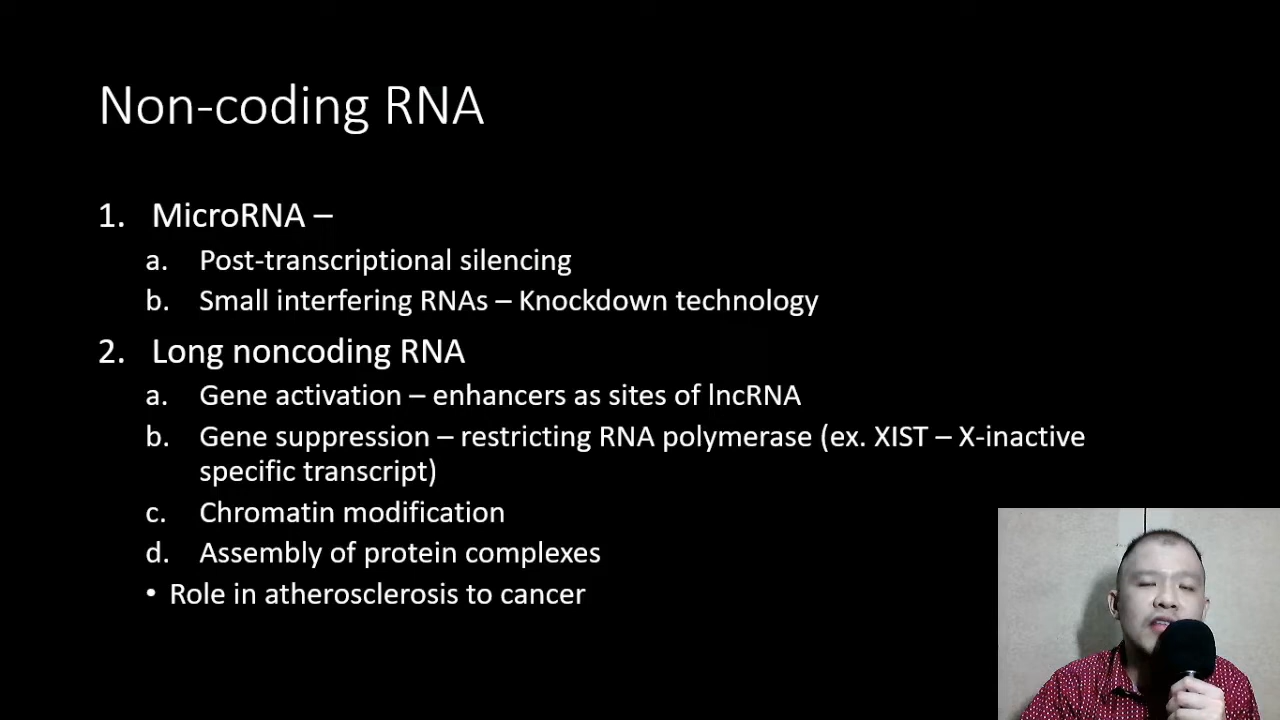 Non-coding RNA
1. MicroRNA –
a. Post-transcriptional silencing
b. Small interfering RNAs – Knockdown technology
2. Long noncoding RNA
a. Gene activation – enhancers as sites of lncRNA
b. Gene suppression – restricting RNA polymerase (ex. XIST – X-inactive
specific transcript)
c. Chromatin modification
d. Assembly of protein complexes
• Role in atherosclerosis to cancer